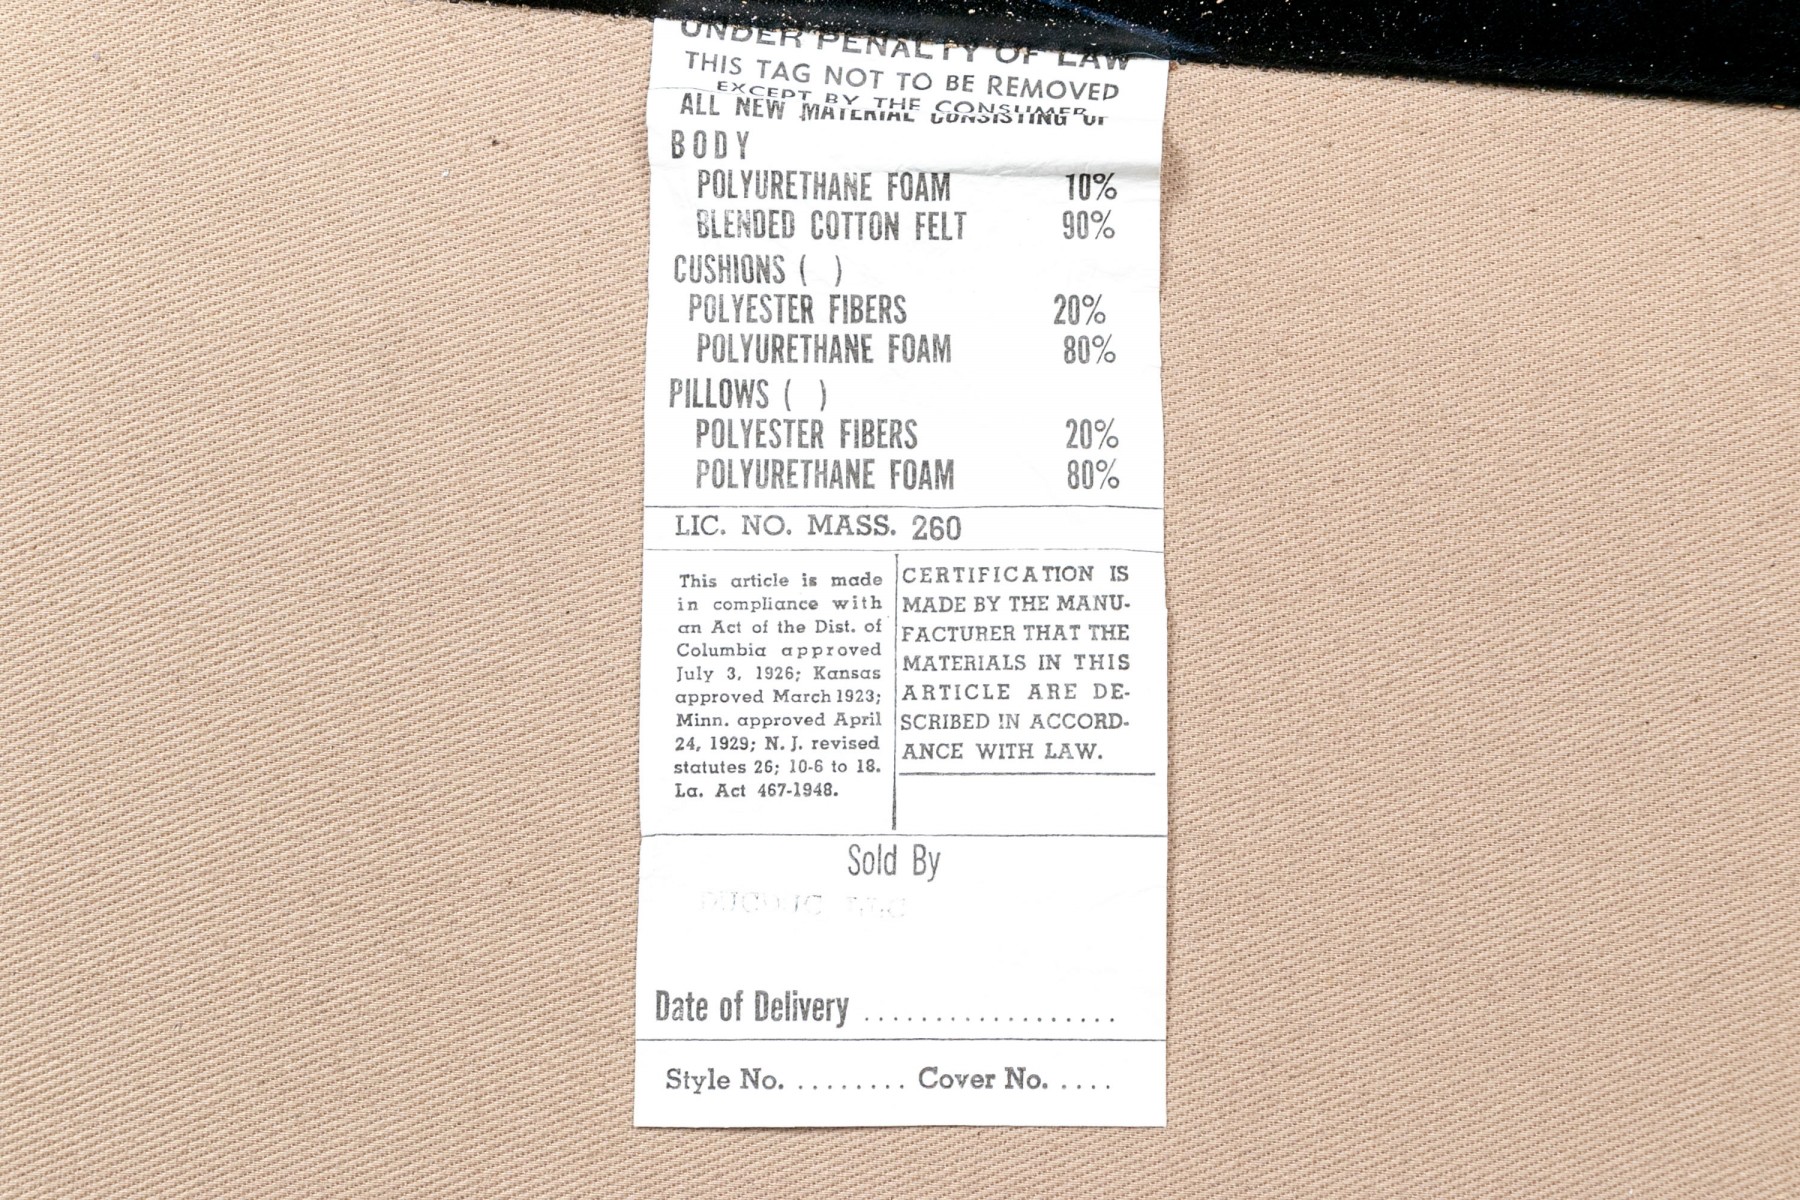 UNDER PENALTY OF LAW
THIS TAG NOT TO BE REMOVED
EXCEPT BY THE CONSUMER
ALL NEW MATERIAL CONSISTING OF
BODY
POLYURETHANE FOAM 10%
BLENDED COTTON FELT 90%
CUSHIONS ( )
POLYESTER FIBERS 20%
POLYURETHANE FOAM 80%
PILLOWS ( )
POLYESTER FIBERS 20%
POLYURETHANE FOAM 80%
LIC. NO. MASS. 260
This article is made
in compliance with
an Act of the Dist. of
Columbia approved
July 3, 1926; Kansas
approved March 1923;
Minn. approved April
24, 1929; N. J. revised
statutes 26; 10-6 to 18.
La. Act 467-1948.
CERTIFICATION IS
MADE BY THE MANU-
FACTURER THAT THE
MATERIALS IN THIS
ARTICLE ARE DE-
SCRIBED IN ACCORD-
ANCE WITH LAW.
Sold By
Date of Delivery ..................
Style No. ......... Cover No. .....